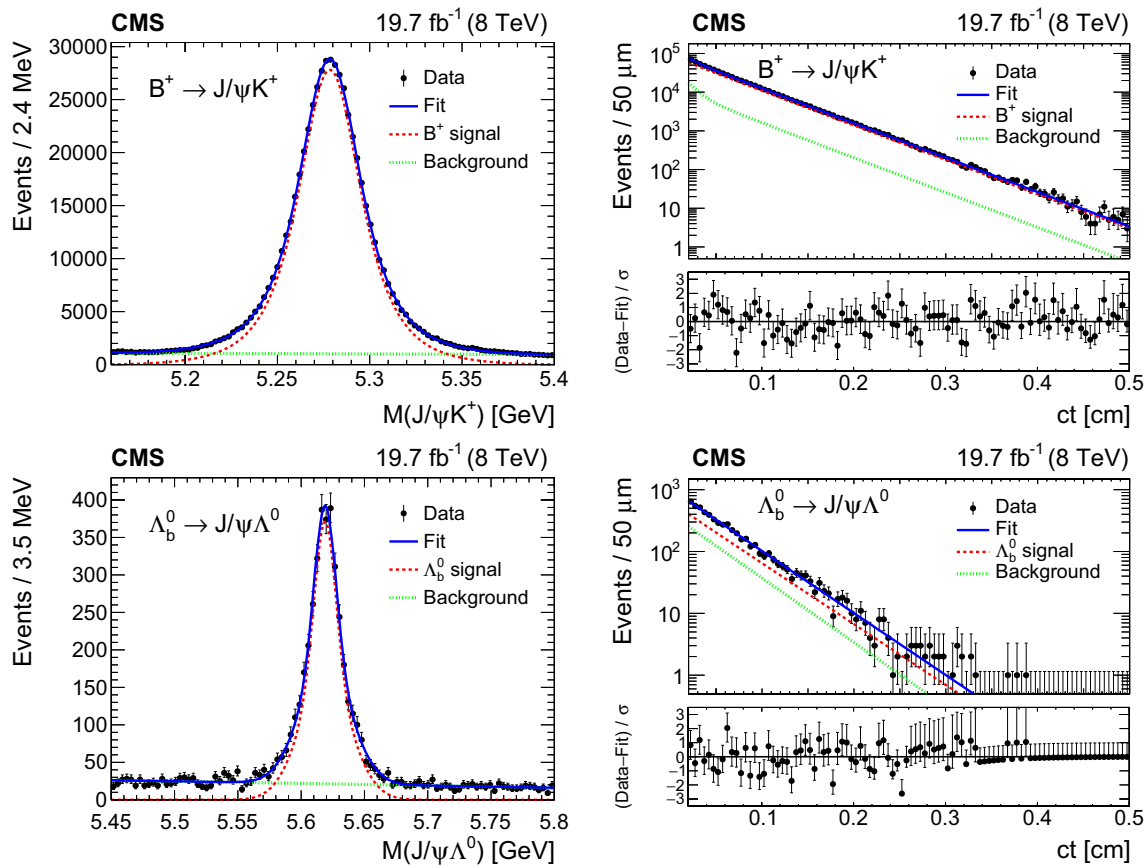 CMS 19.7 fb⁻¹ (8 TeV)
Events / 2.4 MeV
30000
25000
20000
15000
10000
5000
0
B⁺ → J/ψK⁺
Data
Fit
B⁺ signal
Background
5.2 5.25 5.3 5.35 5.4
M(J/ψK⁺) [GeV]
CMS 19.7 fb⁻¹ (8 TeV)
Events / 50 μm
10⁵
10⁴
10³
10²
10
1
B⁺ → J/ψK⁺
Data
Fit
B⁺ signal
Background
(Data–Fit) / σ
3
2
1
0
−1
−2
−3
0.1 0.2 0.3 0.4 0.5
ct [cm]
CMS 19.7 fb⁻¹ (8 TeV)
Events / 3.5 MeV
400
350
300
250
200
150
100
50
0
Λ_b⁰ → J/ψΛ⁰
Data
Fit
Λ_b⁰ signal
Background
5.45 5.5 5.55 5.6 5.65 5.7 5.75 5.8
M(J/ψΛ⁰) [GeV]
CMS 19.7 fb⁻¹ (8 TeV)
Events / 50 μm
10³
10²
10
1
Λ_b⁰ → J/ψΛ⁰
Data
Fit
Λ_b⁰ signal
Background
(Data–Fit) / σ
3
2
1
0
−1
−2
−3
0.1 0.2 0.3 0.4 0.5
ct [cm]